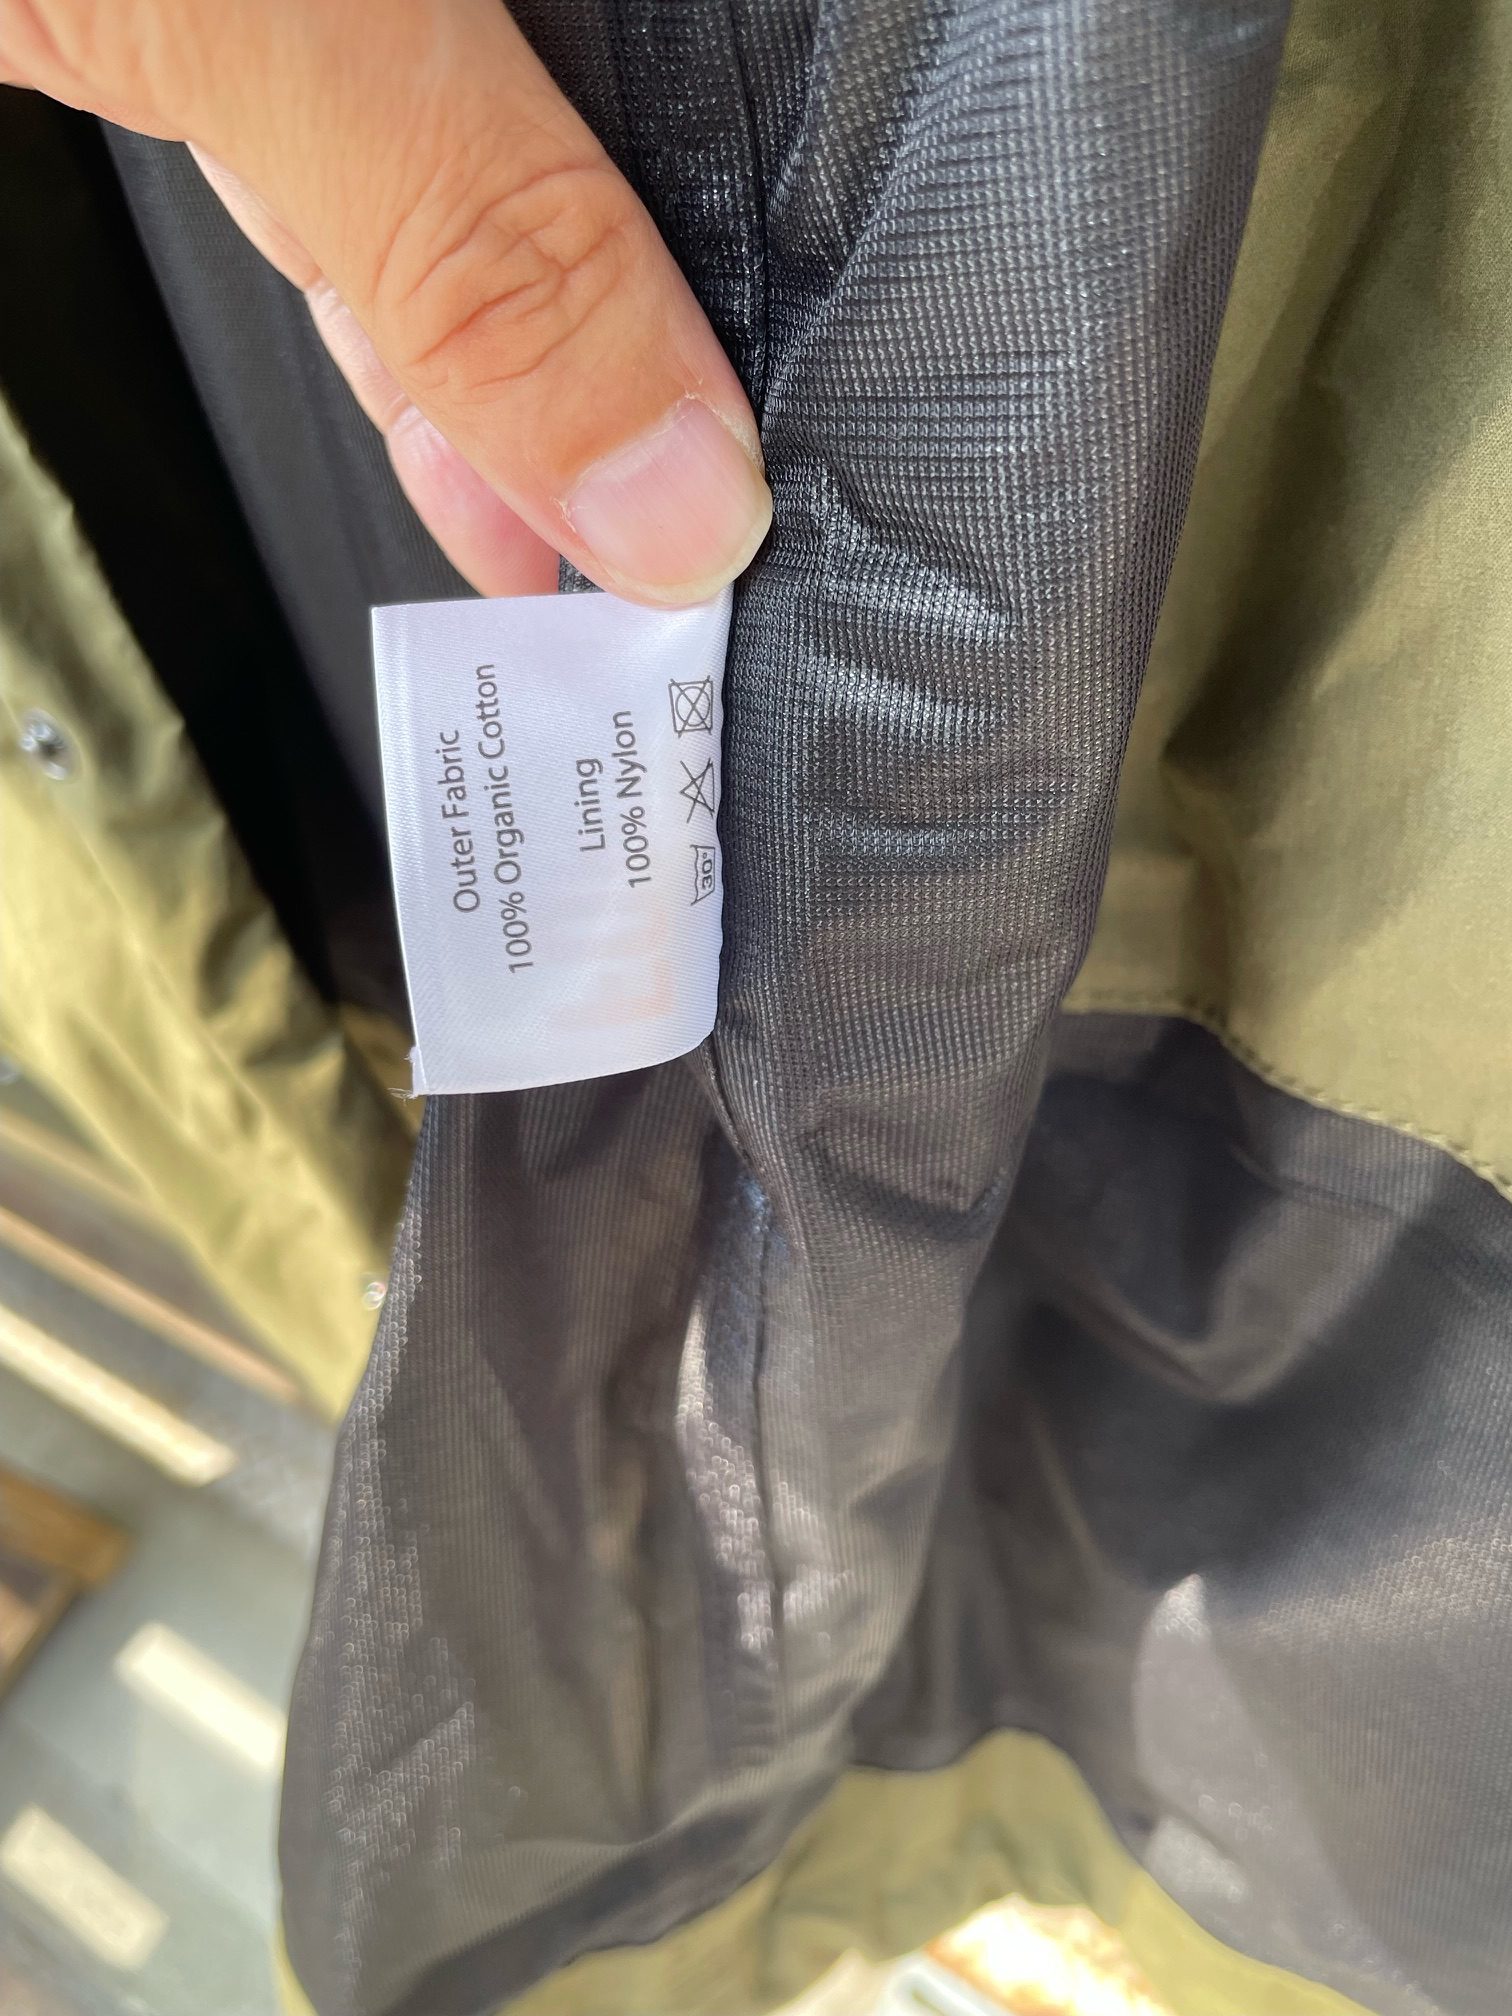 Outer Fabric
100% Organic Cotton
Lining
100% Nylon
30°